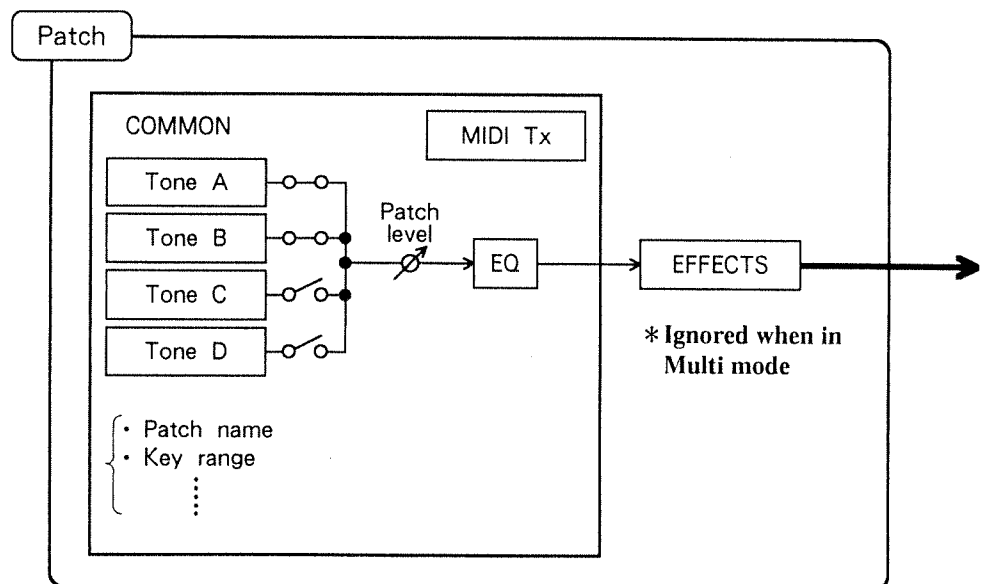 Patch
COMMON
MIDI Tx
Tone A
Tone B
Tone C
Tone D
Patch
level
EQ
EFFECTS
* Ignored when in
Multi mode
• Patch name
• Key range